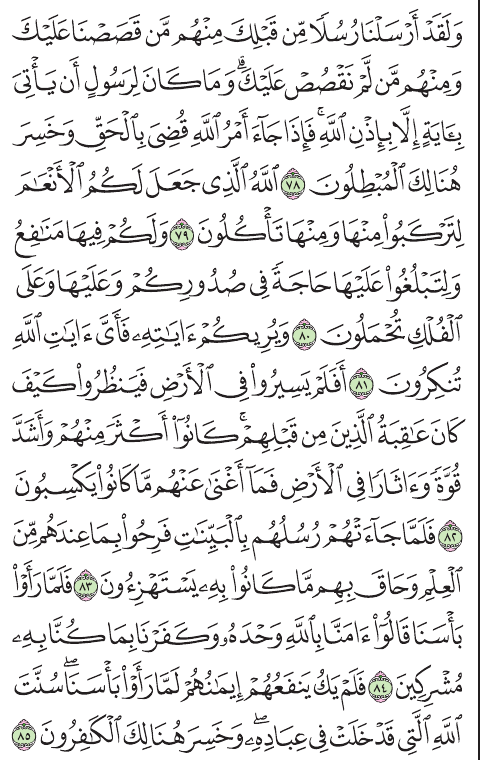 وَلَقَدْ أَرْسَلْنَا رُسُلًا مِّن قَبْلِكَ مِنْهُم مَّن قَصَصْنَا عَلَيْكَ
وَمِنْهُم مَّن لَّمْ نَقْصُصْ عَلَيْكَ ۗ وَمَا كَانَ لِرَسُولٍ أَن يَأْتِىَ
بِـَٔايَةٍ إِلَّا بِإِذْنِ ٱللَّهِ ۚ فَإِذَا جَآءَ أَمْرُ ٱللَّهِ قُضِىَ بِٱلْحَقِّ وَخَسِرَ
هُنَالِكَ ٱلْمُبْطِلُونَ ٧٨ ٱللَّهُ ٱلَّذِى جَعَلَ لَكُمُ ٱلْأَنْعَٰمَ
لِتَرْكَبُوا۟ مِنْهَا وَمِنْهَا تَأْكُلُونَ ٧٩ وَلَكُمْ فِيهَا مَنَٰفِعُ
وَلِتَبْلُغُوا۟ عَلَيْهَا حَاجَةً فِى صُدُورِكُمْ وَعَلَيْهَا وَعَلَى
ٱلْفُلْكِ تُحْمَلُونَ ٨٠ وَيُرِيكُمْ ءَايَٰتِهِۦ فَأَىَّ ءَايَٰتِ ٱللَّهِ
تُنكِرُونَ ٨١ أَفَلَمْ يَسِيرُوا۟ فِى ٱلْأَرْضِ فَيَنظُرُوا۟ كَيْفَ
كَانَ عَٰقِبَةُ ٱلَّذِينَ مِن قَبْلِهِمْ ۚ كَانُوٓا۟ أَكْثَرَ مِنْهُمْ وَأَشَدَّ
قُوَّةً وَءَاثَارًا فِى ٱلْأَرْضِ فَمَآ أَغْنَىٰ عَنْهُم مَّا كَانُوا۟ يَكْسِبُونَ
٨٢ فَلَمَّا جَآءَتْهُمْ رُسُلُهُم بِٱلْبَيِّنَٰتِ فَرِحُوا۟ بِمَا عِندَهُم مِّنَ
ٱلْعِلْمِ وَحَاقَ بِهِم مَّا كَانُوا۟ بِهِۦ يَسْتَهْزِءُونَ ٨٣ فَلَمَّا رَأَوْا۟
بَأْسَنَا قَالُوٓا۟ ءَامَنَّا بِٱللَّهِ وَحْدَهُۥ وَكَفَرْنَا بِمَا كُنَّا بِهِۦ
مُشْرِكِينَ ٨٤ فَلَمْ يَكُ يَنفَعُهُمْ إِيمَٰنُهُمْ لَمَّا رَأَوْا۟ بَأْسَنَا ۖ سُنَّتَ
ٱللَّهِ ٱلَّتِى قَدْ خَلَتْ فِى عِبَادِهِۦ ۖ وَخَسِرَ هُنَالِكَ ٱلْكَٰفِرُونَ ٨٥